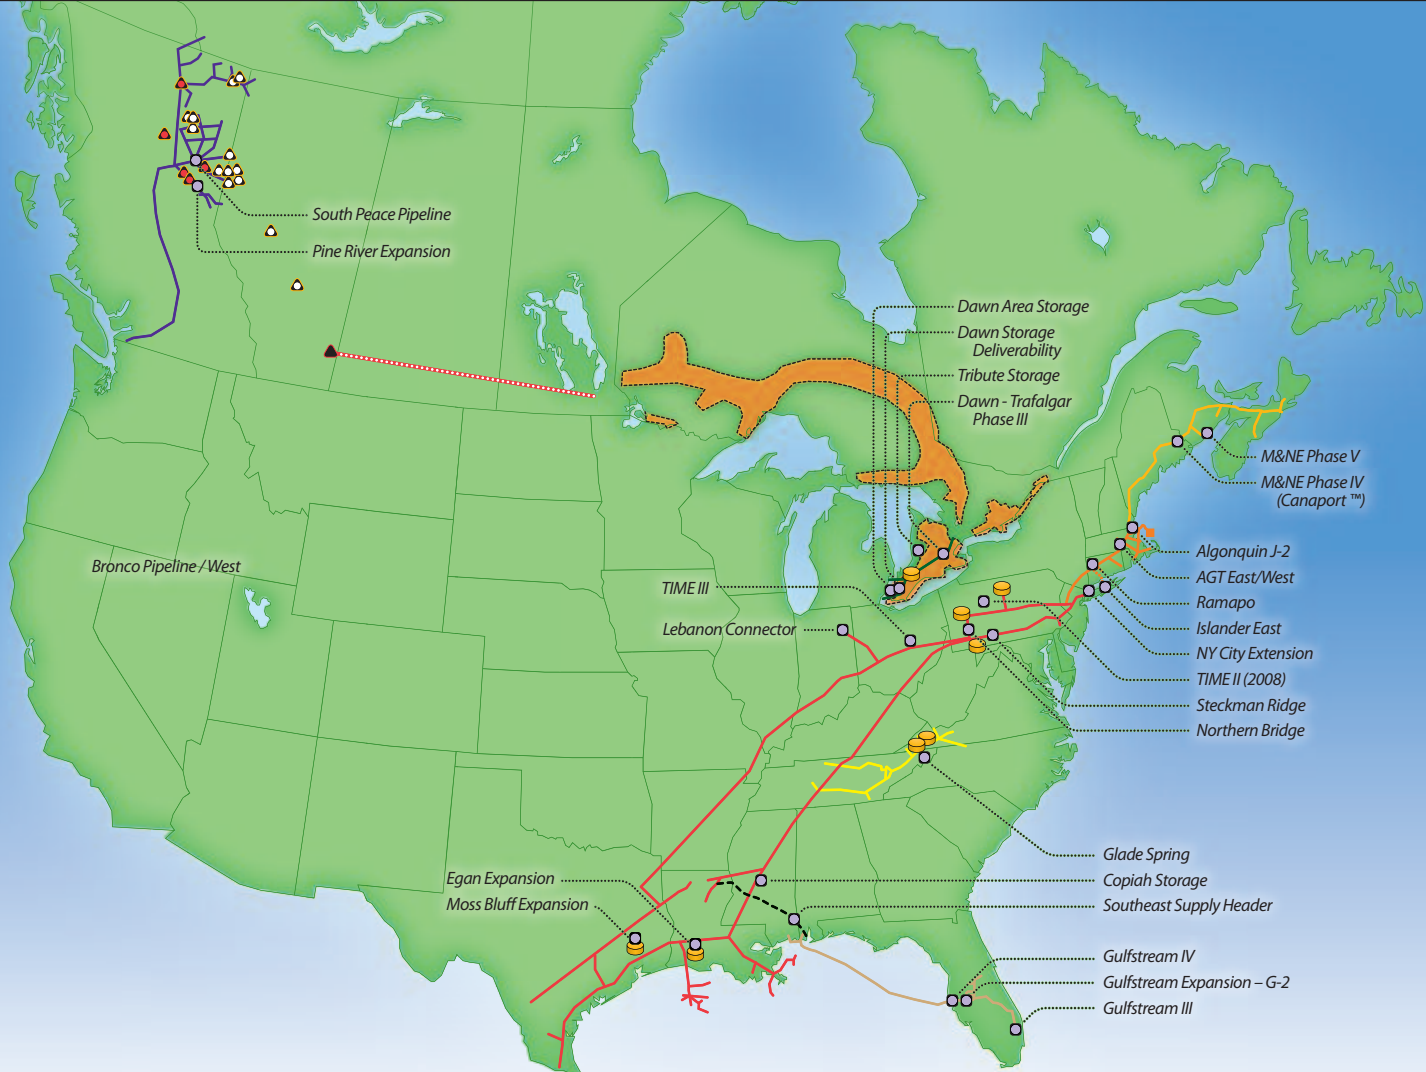 South Peace Pipeline
Pine River Expansion
Dawn Area Storage
Dawn Storage
Deliverability
Tribute Storage
Dawn - Trafalgar
Phase III
M&NE Phase V
M&NE Phase IV
(Canaport ™)
Bronco Pipeline / West
TIME III
Lebanon Connector
Algonquin J-2
AGT East/West
Ramapo
Islander East
NY City Extension
TIME II (2008)
Steckman Ridge
Northern Bridge
Glade Spring
Egan Expansion
Copiah Storage
Moss Bluff Expansion
Southeast Supply Header
Gulfstream IV
Gulfstream Expansion – G-2
Gulfstream III